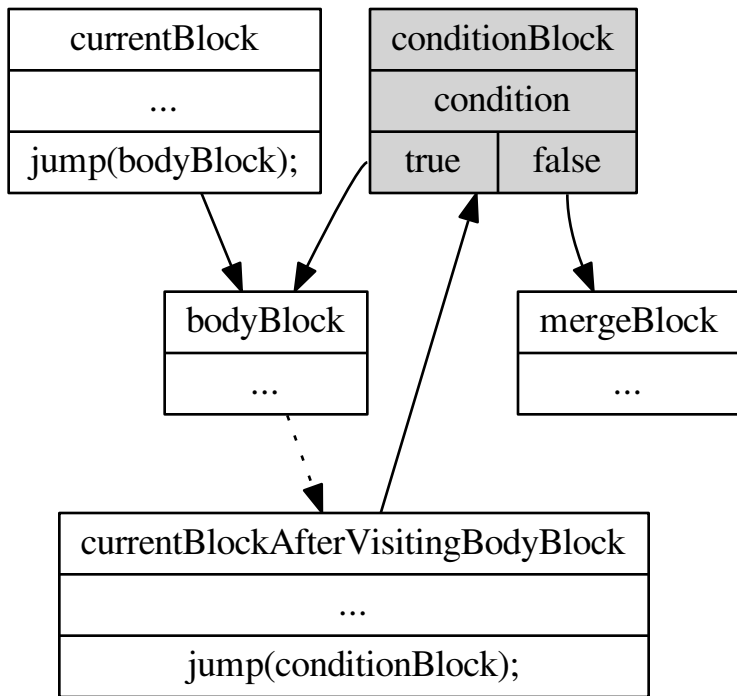 currentBlock
...
jump(bodyBlock);
conditionBlock
condition
true false
bodyBlock
...
mergeBlock
...
currentBlockAfterVisitingBodyBlock
...
jump(conditionBlock);